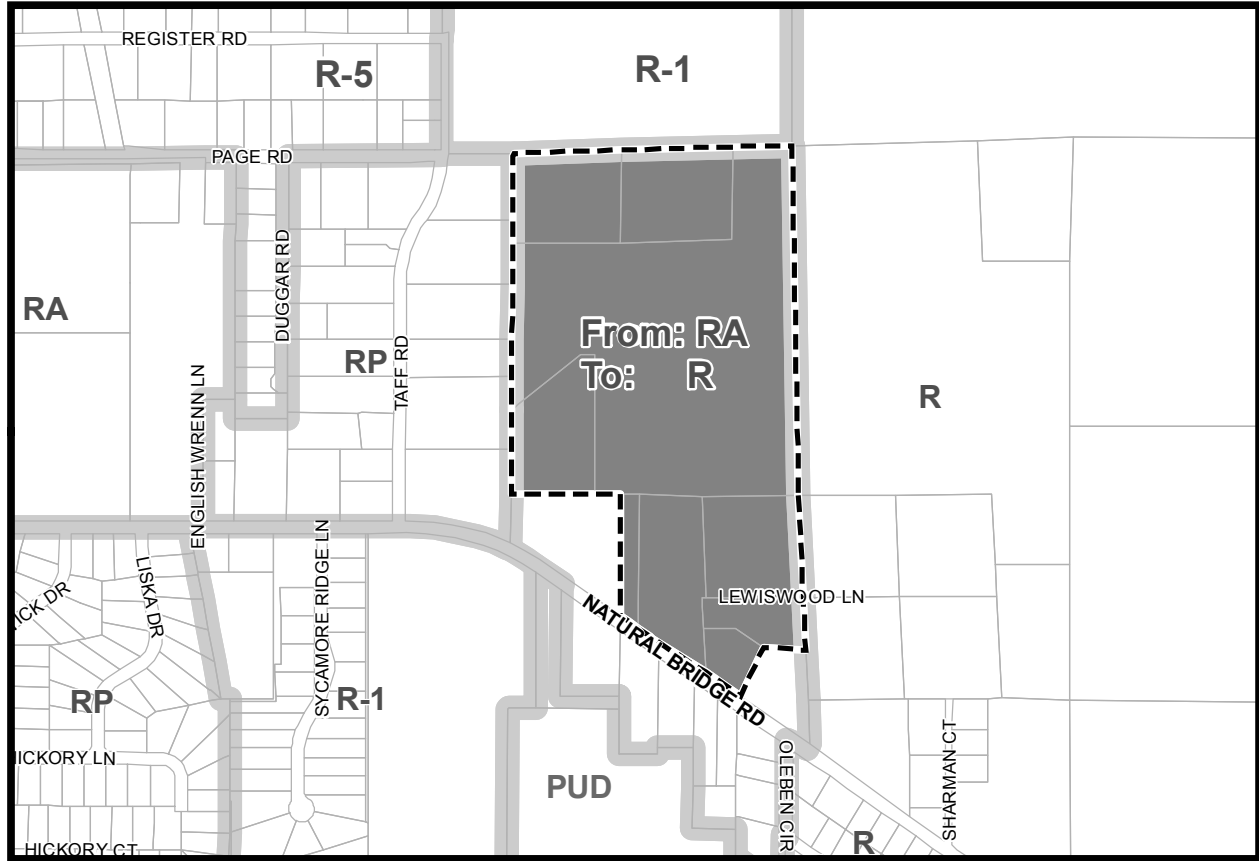 REGISTER RD
R-5
R-1
PAGE RD
DUGGAR RD
RA
From: RA
To: R
RP
TAFF RD
R
ENGLISH WRENN LN
LISKA DR
SYCAMORE RIDGE LN
LEWISWOOD LN
NATURAL BRIDGE RD
ICK DR
RP
R-1
HICKORY LN
PUD
OLEBEN CIR
SHARMAN CT
R
HICKORY CT